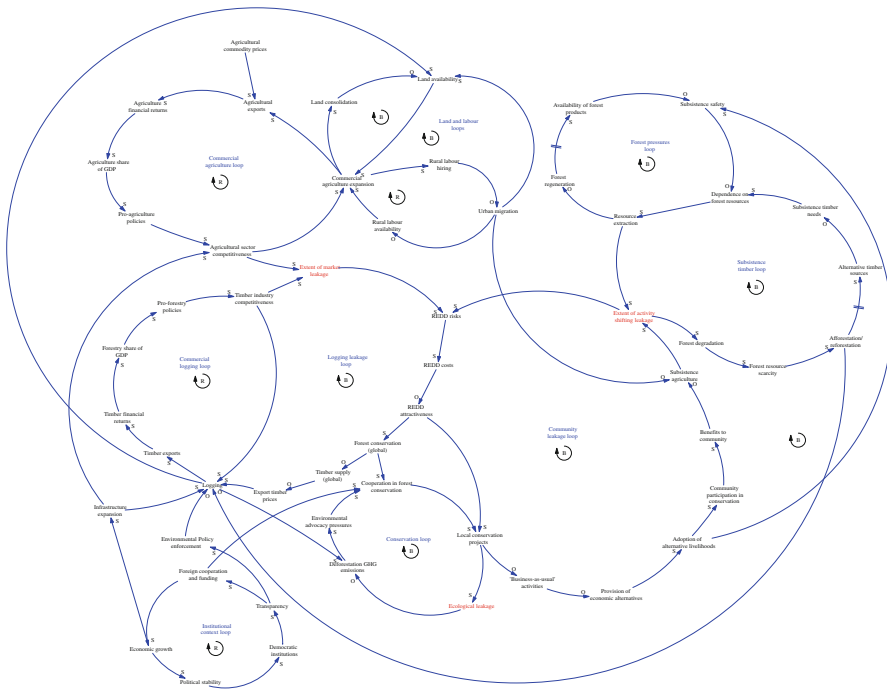 Agricultural
commodity prices
Land availability
S
S
O
S
Agriculture
financial returns
S
Agricultural
exports
S
S
Land consolidation
S
B
Land and labour
loops
B
Availability of forest
products
S
O
Subsistence safety
S
Forest pressures
loop
B
Agriculture share
of GDP
S
Commercial
agriculture loop
R
Commercial
agriculture expansion
S
S
S
R
Rural labour
hiring
S
Forest
regeneration
O
Dependence on
forest resources
O
S
Pro-agriculture
policies
S
Rural labour
availability
O
Urban migration
O
Resource
extraction
S
Subsistence timber
needs
O
Agricultural sector
competitiveness
S
S
Extent of market
leakage
S
S
Subsistence
timber loop
B
Alternative timber
sources
S
Timber industry
competitiveness
S
Pro-forestry
policies
S
REDD risks
S
S
Extent of activity
shifting leakage
S
S
Forest degradation
S
Afforestation/
reforestation
S
Forestry share of
GDP
S
Commercial
logging loop
R
Logging leakage
loop
B
REDD costs
S
Forest resource
scarcity
S
Subsistence
agriculture
O
O
REDD
attractiveness
O
Timber financial
returns
S
Forest conservation
(global)
S
Community
leakage loop
B
Benefits to
community
S
B
Timber exports
S
Timber supply
(global)
S
Logging
S
S
S
O
O
Export timber
prices
O
Cooperation in forest
conservation
S
S
S
Community
participation in
conservation
S
Infrastructure
expansion
S
Environmental
advocacy pressures
S
Environmental Policy
enforcement
S
Conservation loop
B
Local conservation
projects
S
S
Adoption of
alternative livelihoods
S
Foreign cooperation
and funding
S
Deforestation GHG
emissions
S
O
'Business-as-usual'
activities
O
Provision of
economic alternatives
O
Transparency
S
Ecological leakage
S
Institutional
context loop
R
Economic growth
S
Democratic
institutions
S
Political stability
S